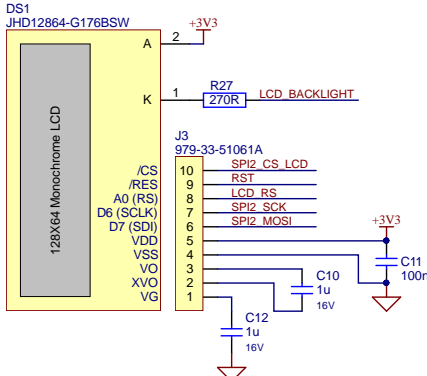 DS1
JHD12864-G176BSW
+3V3
A
2
K
1
R27
270R
LCD_BACKLIGHT
128X64 Monochrome LCD
J3
979-33-51061A
/CS
10
SPI2_CS_LCD
/RES
9
RST
A0 (RS)
8
LCD_RS
D6 (SCLK)
7
SPI2_SCK
D7 (SDI)
6
SPI2_MOSI
VDD
5
+3V3
VSS
4
VO
3
XVO
2
VG
1
C11
100n
C10
1u
16V
C12
1u
16V